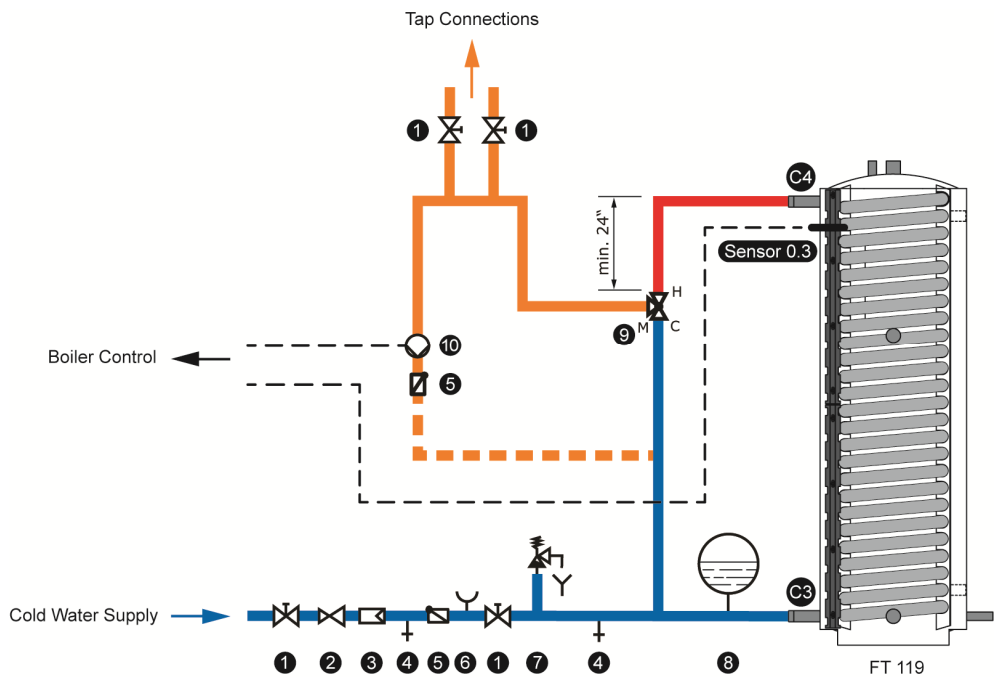 Tap Connections
1
1
C4
min. 24"
Sensor 0.3
H
9
M
C
10
Boiler Control
5
Cold Water Supply
C3
1
2
3
4
5
6
1
7
4
8
FT 119